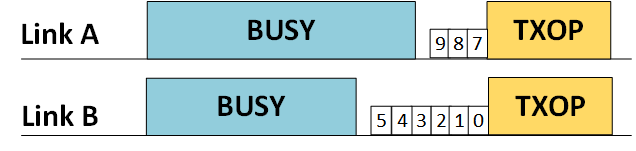 Link A BUSY 9 8 7 TXOP
Link B BUSY 5 4 3 2 1 0 TXOP